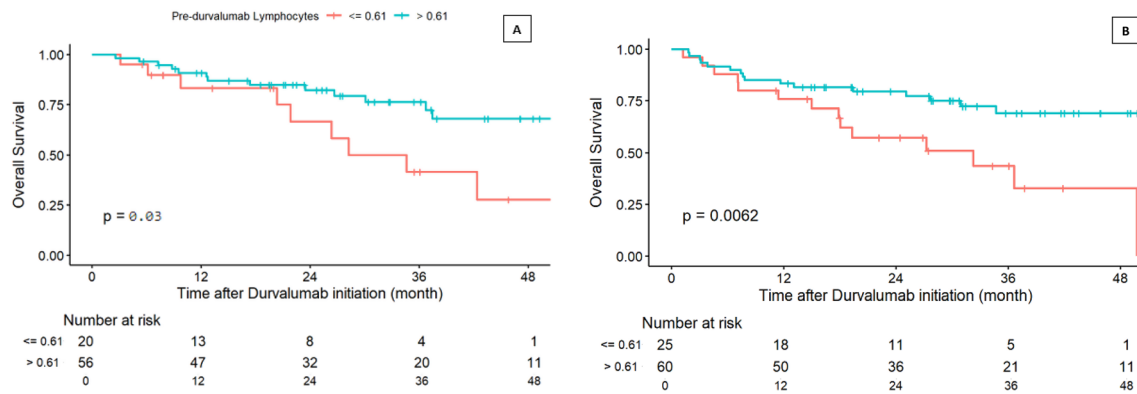 Pre-durvalumab Lymphocytes <= 0.61 > 0.61
A
1.00
0.75
0.50
0.25
0.00
Overall Survival
p = 0.03
0 12 24 36 48
Time after Durvalumab initiation (month)
Number at risk
<= 0.61 20 13 8 4 1
> 0.61 56 47 32 20 11
0 12 24 36 48
B
1.00
0.75
0.50
0.25
0.00
Overall Survival
p = 0.0062
0 12 24 36 48
Time after Durvalumab initiation (month)
Number at risk
<= 0.61 25 18 11 5 1
> 0.61 60 50 36 21 11
0 12 24 36 48